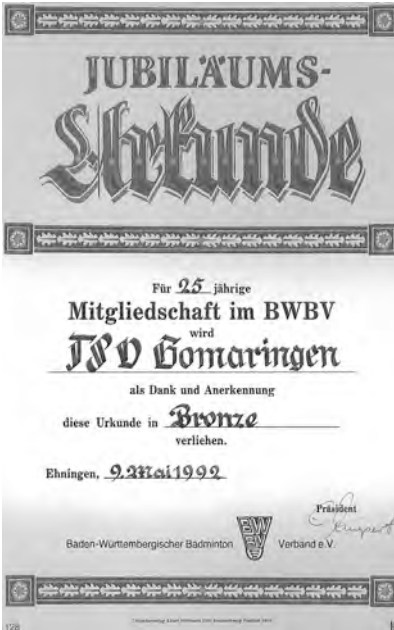 JUBILÄUMS-
Urkunde
Für 25 jährige
Mitgliedschaft im BWBV
wird
TSV Gomaringen
als Dank und Anerkennung
diese Urkunde in Bronze
verliehen.
Ehningen, 9. Mai 1992
Präsident
Baden-Württembergischer Badminton BWBV Verband e.V.
128